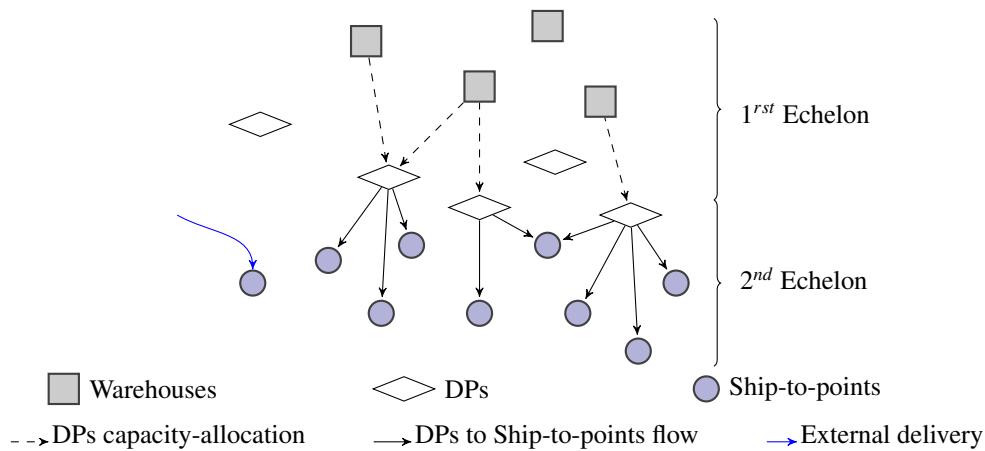 1rst Echelon
2nd Echelon
Warehouses DPs Ship-to-points
DPs capacity-allocation DPs to Ship-to-points flow External delivery